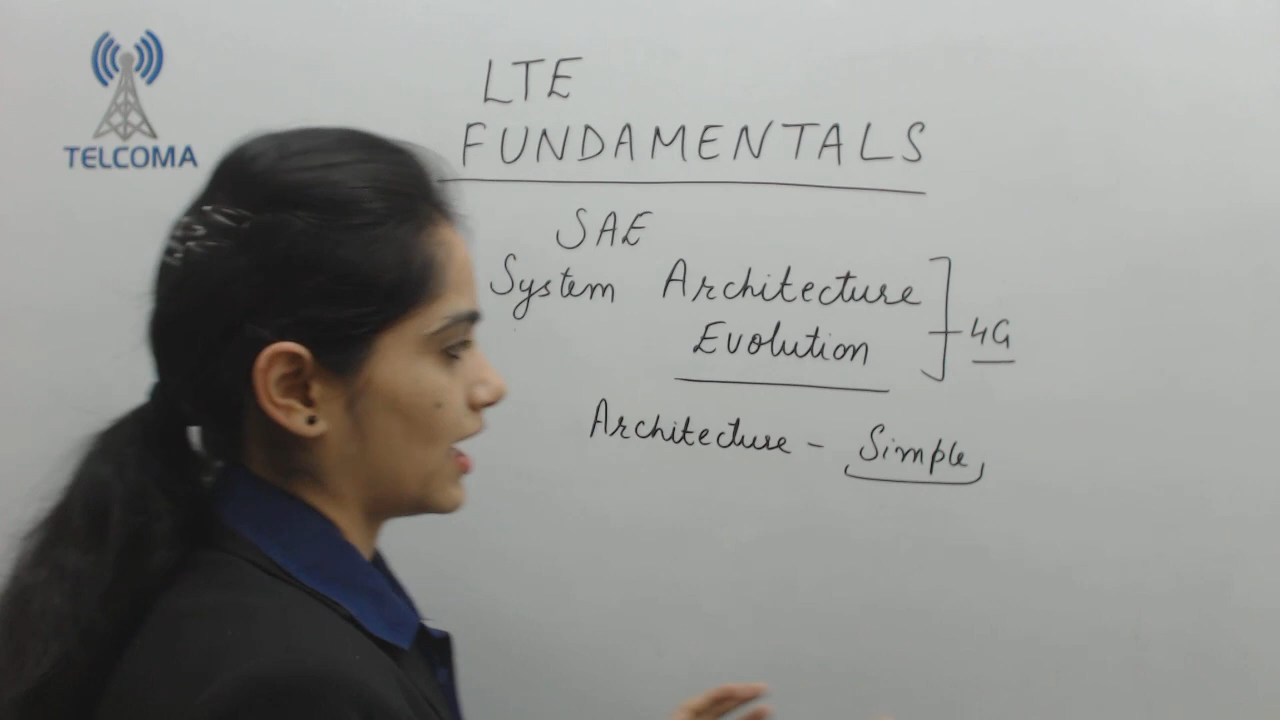 TELCOMA
LTE
FUNDAMENTALS
SAE
System Architecture
Evolution
4G
Architecture - Simple